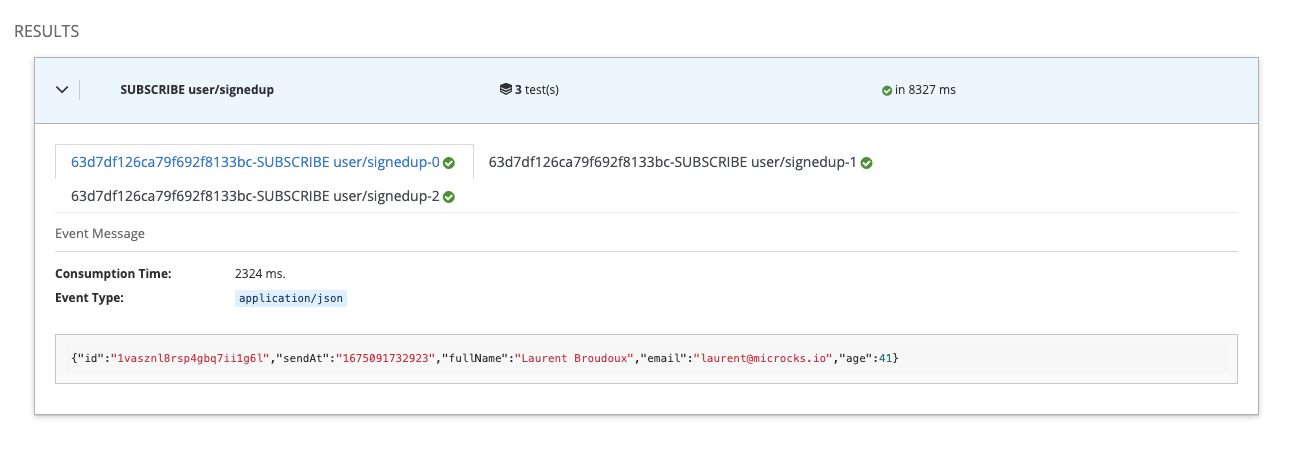 RESULTS
SUBSCRIBE user/signedup 3 test(s) in 8327 ms
63d7df126ca79f692f8133bc-SUBSCRIBE user/signedup-0 63d7df126ca79f692f8133bc-SUBSCRIBE user/signedup-1
63d7df126ca79f692f8133bc-SUBSCRIBE user/signedup-2
Event Message
Consumption Time: 2324 ms.
Event Type: application/json
{"id":"1vasznl8rsp4gbq7ii1g6l","sendAt":"1675091732923","fullName":"Laurent Broudoux","email":"laurent@microcks.io","age":41}